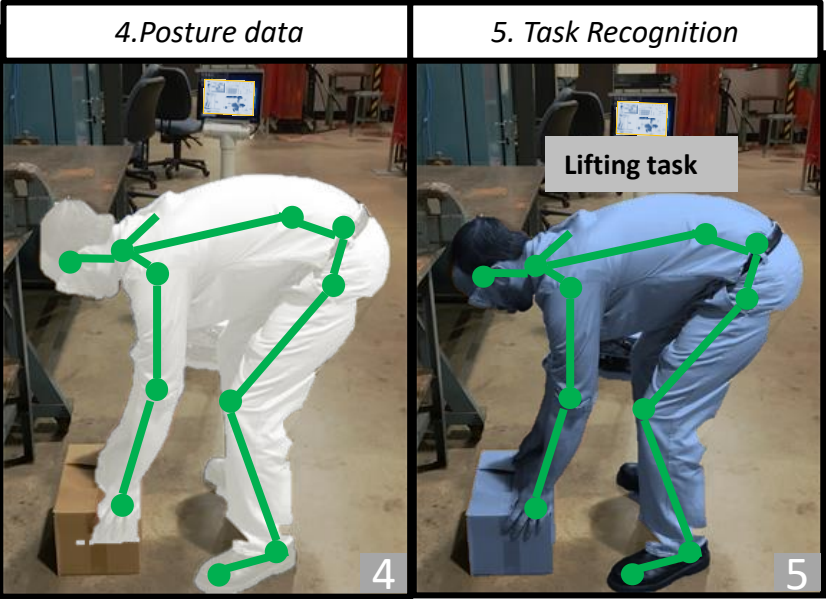 4.Posture data
5. Task Recognition
Lifting task
4
5